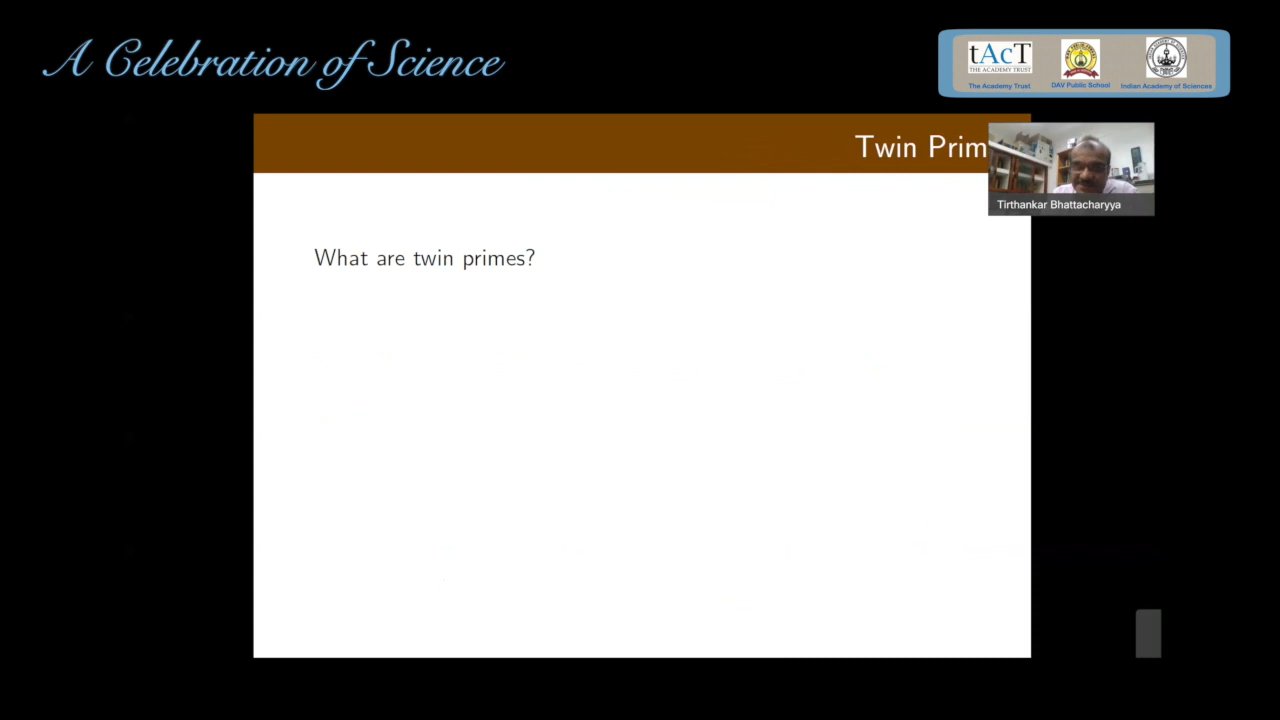 A Celebration of Science
tAcT
THE ACADEMY TRUST
The Academy Trust
DAV Public School
Indian Academy of Sciences
Twin Prim
Tirthankar Bhattacharyya
What are twin primes?